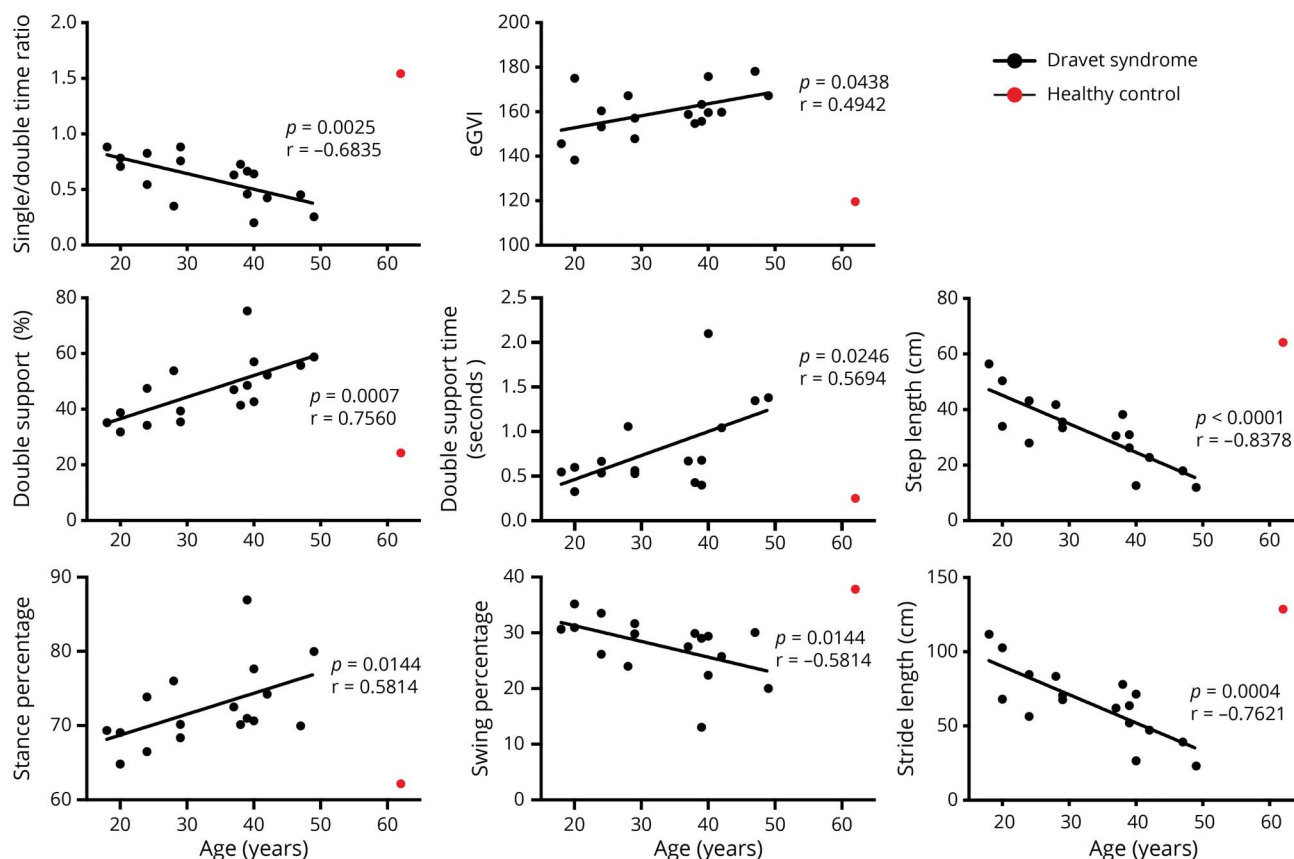 Single/double time ratio
2.0
1.5
1.0
0.5
0.0
p = 0.0025
r = –0.6835
20 30 40 50 60
eGVI
200
180
160
140
120
100
p = 0.0438
r = 0.4942
20 30 40 50 60
Dravet syndrome
Healthy control
Double support (%)
80
60
40
20
0
p = 0.0007
r = 0.7560
20 30 40 50 60
Double support time
(seconds )
2.5
2.0
1.5
1.0
0.5
0.0
p = 0.0246
r = 0.5694
20 30 40 50 60
Step length (cm)
80
60
40
20
0
p < 0.0001
r = –0.8378
20 30 40 50 60
Stance percentage
90
80
70
60
p = 0.0144
r = 0.5814
20 30 40 50 60
Age (years)
Swing percentage
40
30
20
10
0
p = 0.0144
r = –0.5814
20 30 40 50 60
Age (years)
Stride length (cm)
150
100
50
0
p = 0.0004
r = –0.7621
20 30 40 50 60
Age (years)